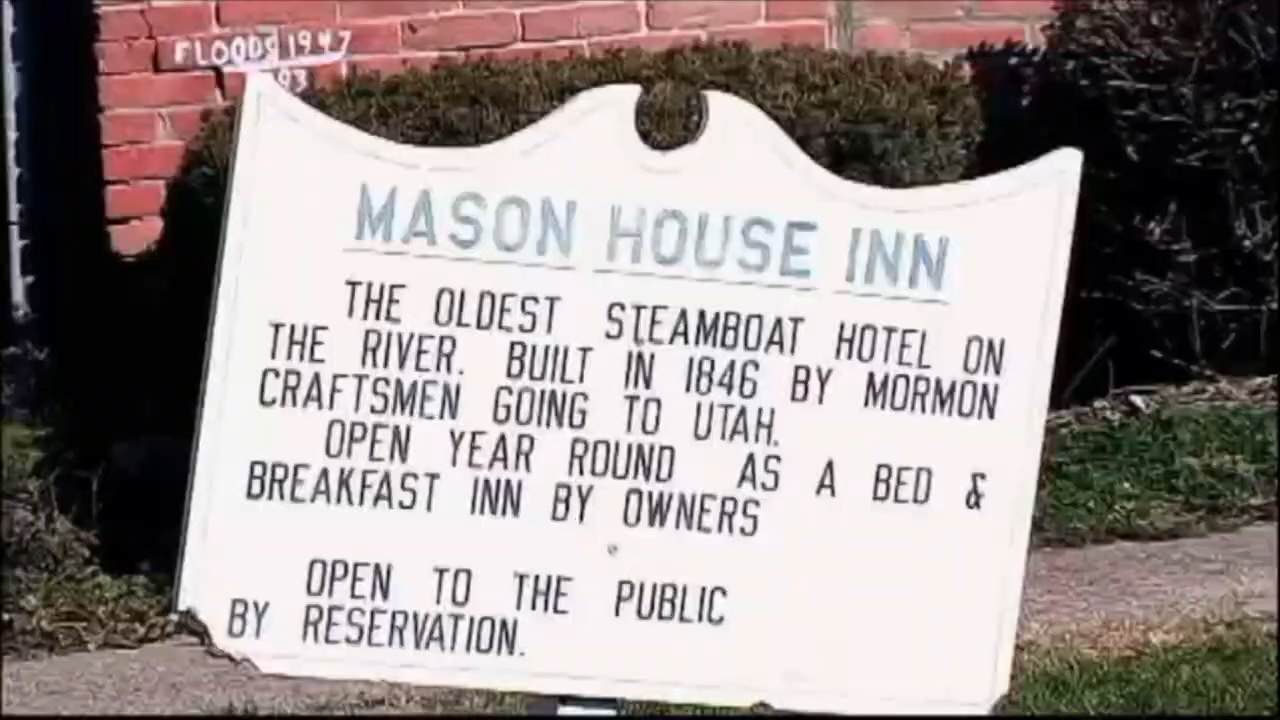 FLOODS 1947
93
MASON HOUSE INN
THE OLDEST STEAMBOAT HOTEL ON
THE RIVER. BUILT IN 1846 BY MORMON
CRAFTSMEN GOING TO UTAH.
OPEN YEAR ROUND AS A BED &
BREAKFAST INN BY OWNERS
OPEN TO THE PUBLIC
BY RESERVATION.